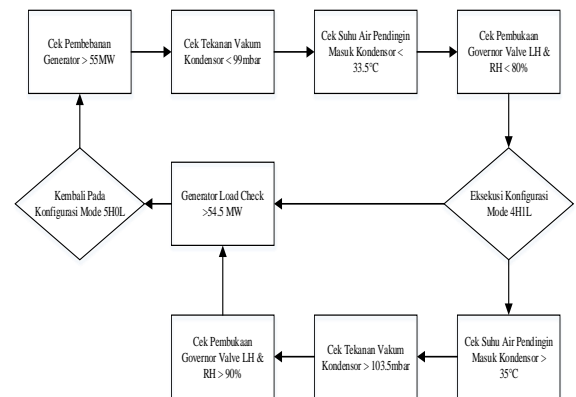 Cek Pembebanan
Generator > 55MW
Cek Tekanan Vakum
Kondensor < 99mbar
Cek Suhu Air Pendingin
Masuk Kondensor <
33.5°C
Cek Pembukaan
Governor Valve LH &
RH < 80%
Kembali Pada
Konfigurasi Mode 5H0L
Generator Load Check
>54.5 MW
Eksekusi Konfigurasi
Mode 4H1L
Cek Pembukaan
Governor Valve LH &
RH > 90%
Cek Tekanan Vakum
Kondensor > 103.5mbar
Cek Suhu Air Pendingin
Masuk Kondensor >
35°C